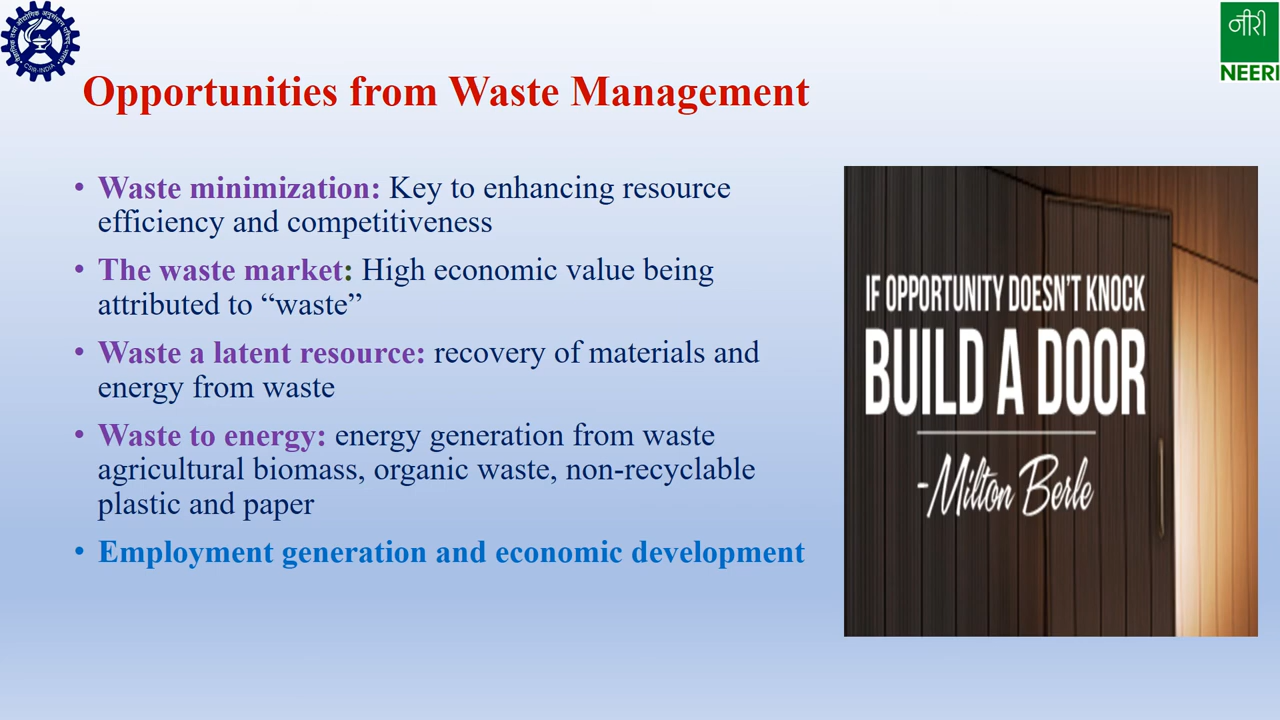 CSIR-INDIA
नीरी
NEERI
Opportunities from Waste Management
• Waste minimization: Key to enhancing resource
efficiency and competitiveness
• The waste market: High economic value being
attributed to “waste”
• Waste a latent resource: recovery of materials and
energy from waste
• Waste to energy: energy generation from waste
agricultural biomass, organic waste, non-recyclable
plastic and paper
• Employment generation and economic development
IF OPPORTUNITY DOESN'T KNOCK
BUILD A DOOR
-Milton Berle